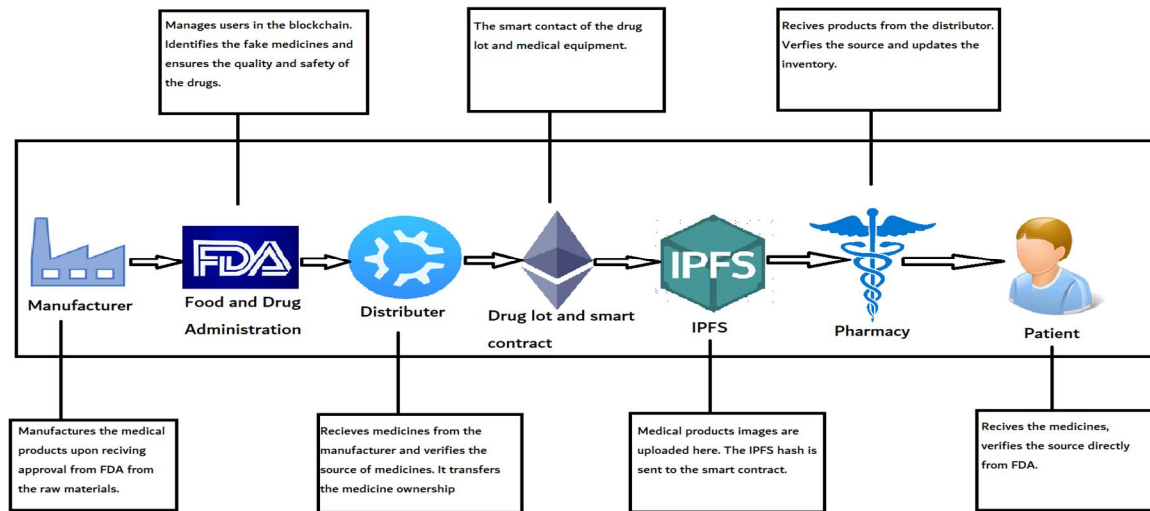 Manages users in the blockchain.
Identifies the fake medicines and
ensures the quality and safety of
the drugs.
The smart contact of the drug
lot and medical equipment.
Recives products from the distributor.
Verfies the source and updates the
inventory.
FDA
IPFS
Manufacturer
Food and Drug
Administration
Distributer
Drug lot and smart
contract
IPFS
Pharmacy
Patient
Manufactures the medical
products upon reciving
approval from FDA from
the raw materials.
Recieves medicines from the
manufacturer and verifies the
source of medicines. It transfers
the medicine ownership
Medical products images are
uploaded here. The IPFS hash is
sent to the smart contract.
Recives the medicines,
verifies the source directly
from FDA.